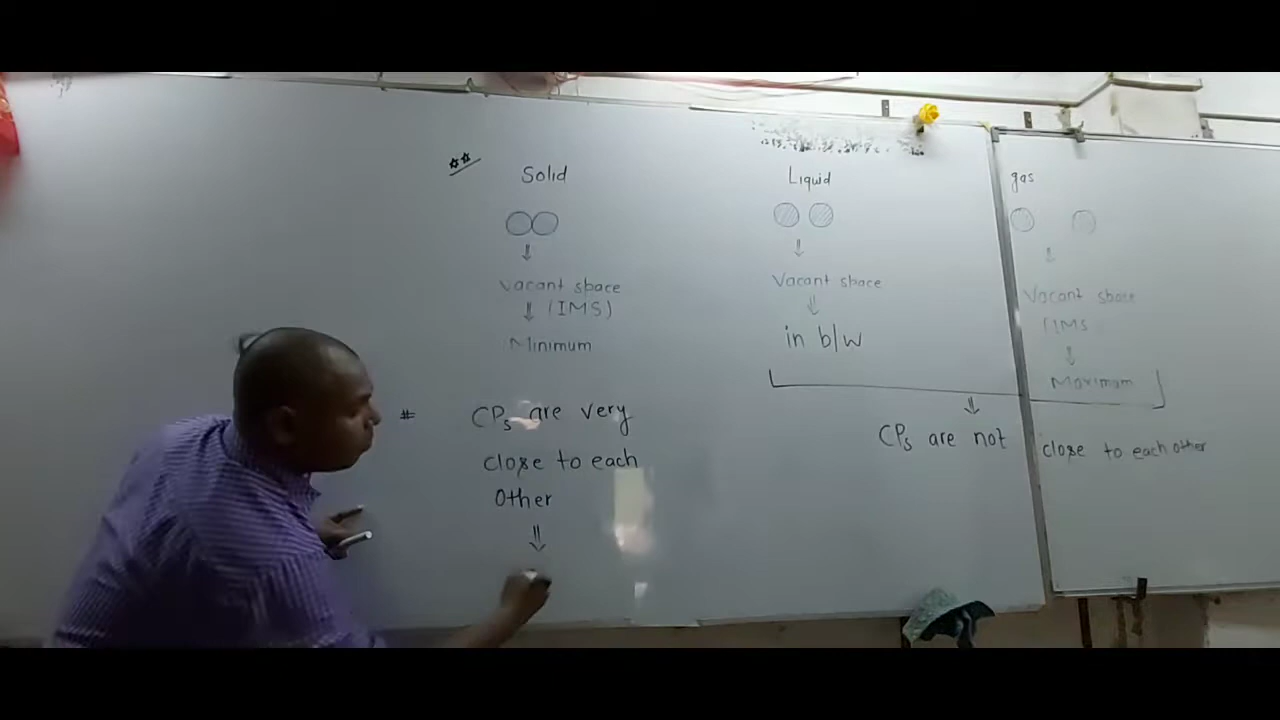 ** Solid Liquid gas
⇓ ⇓ ⇓
Vacant space Vacant space Vacant space
⇓ (IMS) ⇓ (IMS
Minimum in b/w ⇓
Maximum
⇓
# CPs are very
close to each
Other
⇓
CPs are not close to each other